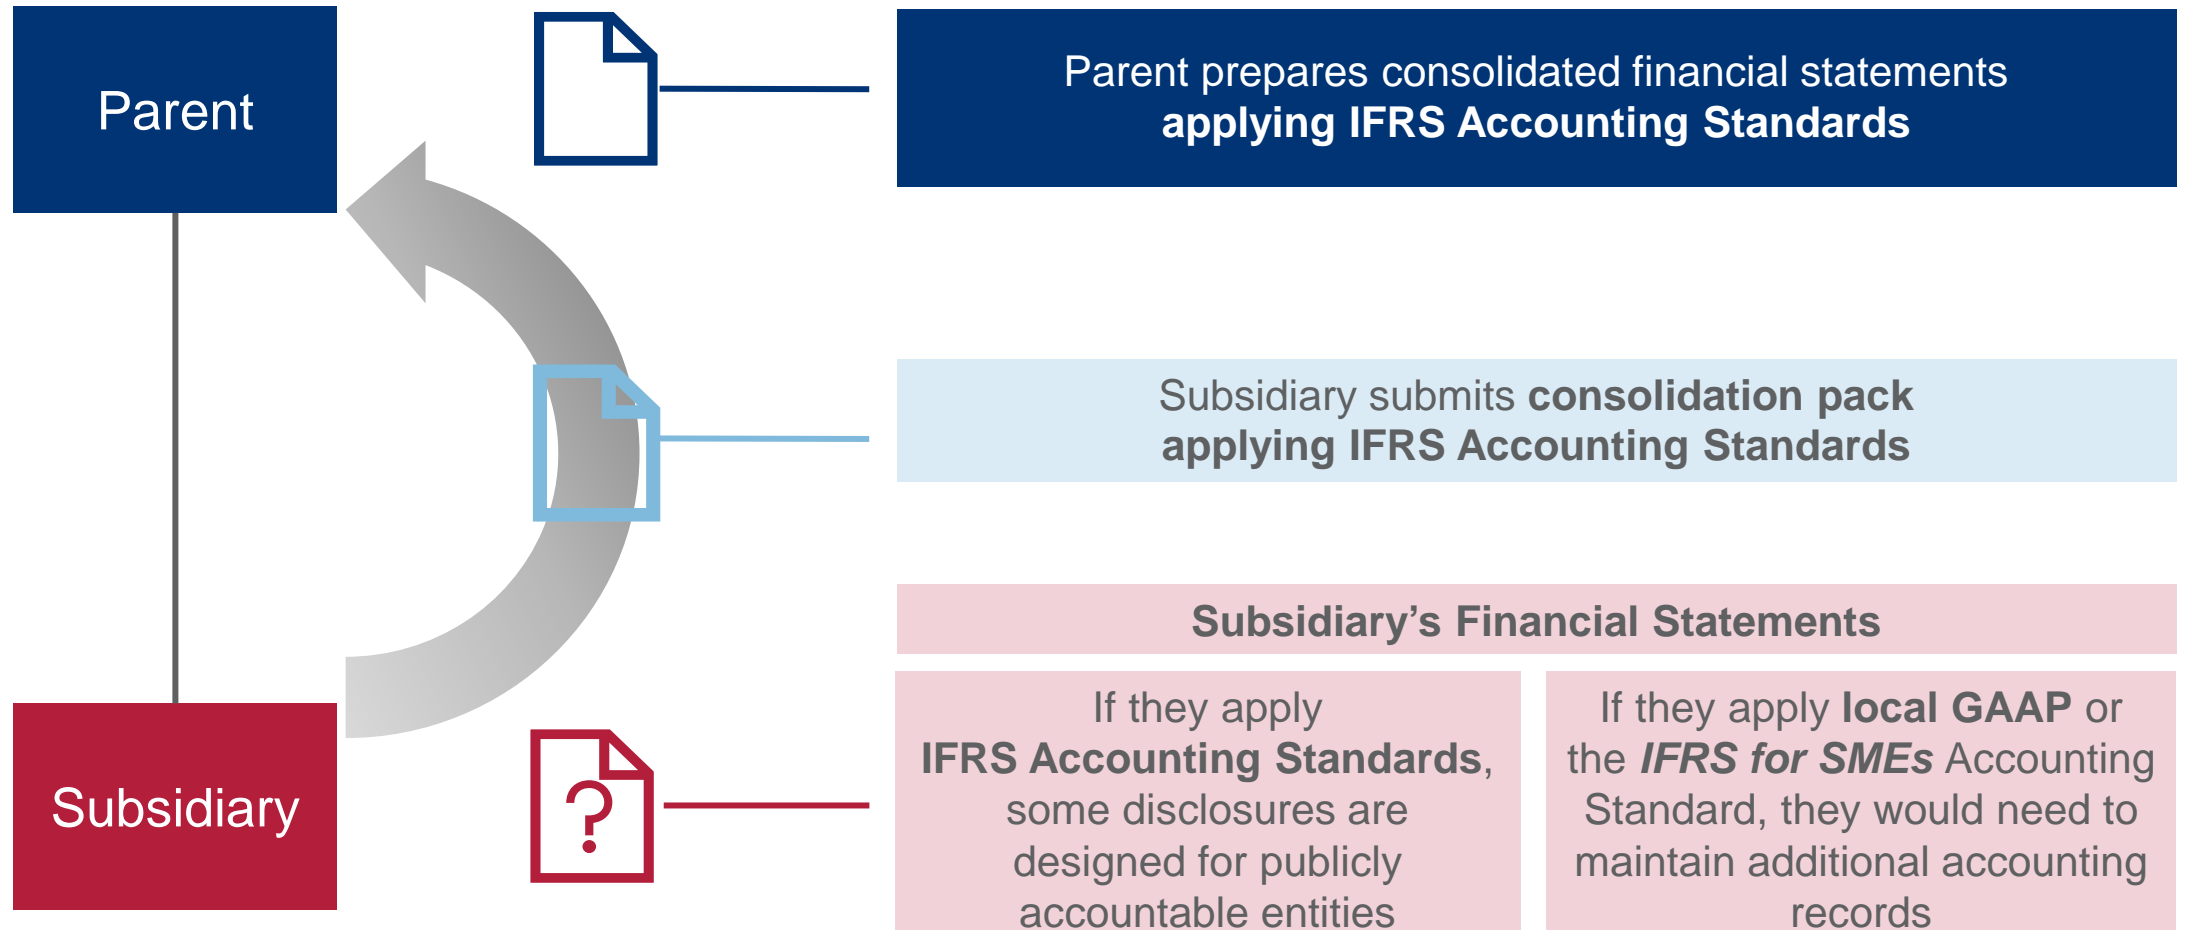 Parent
Parent prepares consolidated financial statements
applying IFRS Accounting Standards
Subsidiary submits consolidation pack
applying IFRS Accounting Standards
Subsidiary’s Financial Statements
Subsidiary
?
If they apply
IFRS Accounting Standards,
some disclosures are
designed for publicly
accountable entities
If they apply local GAAP or
the IFRS for SMEs Accounting
Standard, they would need to
maintain additional accounting
records